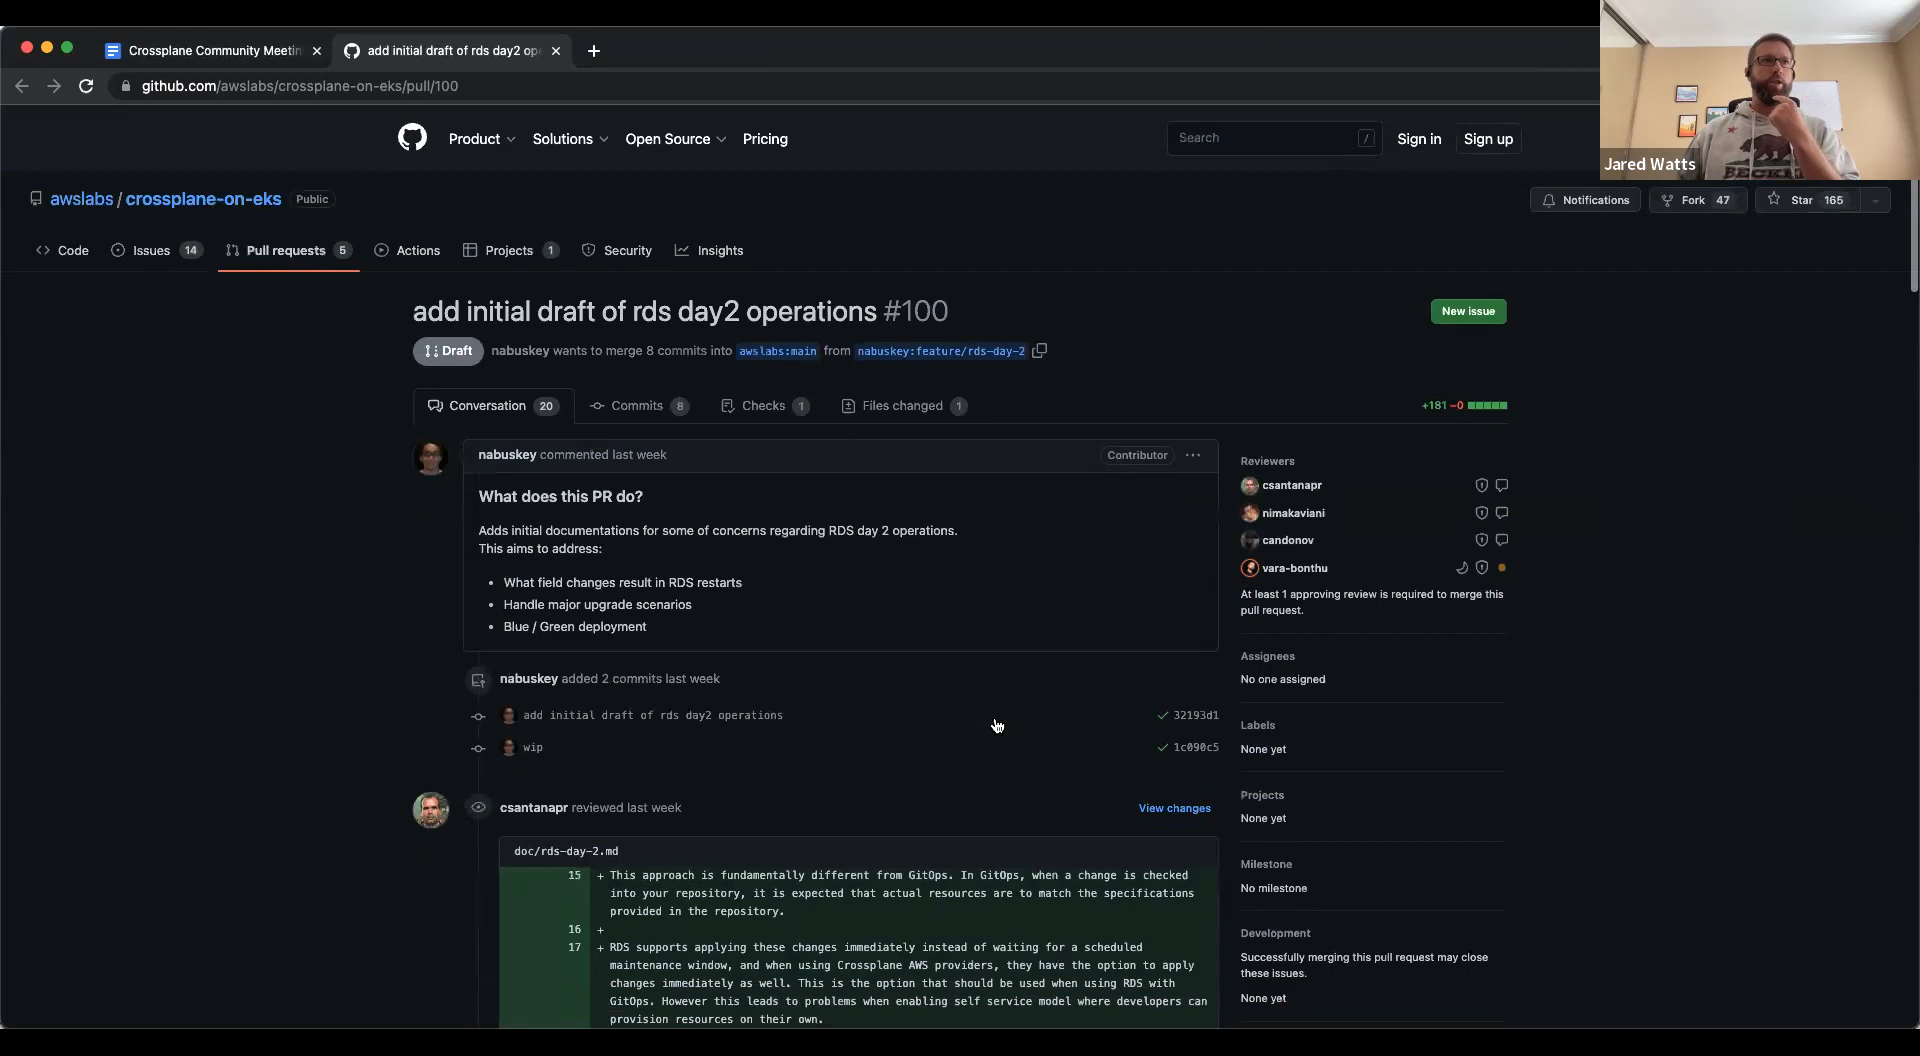 Crossplane Community Meetin
add initial draft of rds day2 op
github.com/awslabs/crossplane-on-eks/pull/100
Jared Watts
Product
Solutions
Open Source
Pricing
Search
/
Sign in
Sign up
awslabs / crossplane-on-eks
Public
Notifications
Fork 47
Star 165
Code
Issues 14
Pull requests 5
Actions
Projects 1
Security
Insights
add initial draft of rds day2 operations #100
New issue
Draft
nabuskey wants to merge 8 commits into awslabs:main from nabuskey:feature/rds-day-2
Conversation 20
Commits 8
Checks 1
Files changed 1
+181 −0
nabuskey commented last week
Contributor
What does this PR do?
Adds initial documentations for some of concerns regarding RDS day 2 operations.
This aims to address:
• What field changes result in RDS restarts
• Handle major upgrade scenarios
• Blue / Green deployment
nabuskey added 2 commits last week
add initial draft of rds day2 operations
32193d1
wip
1c090c5
csantanapr reviewed last week
View changes
doc/rds-day-2.md
15 + This approach is fundamentally different from GitOps. In GitOps, when a change is checked
into your repository, it is expected that actual resources are to match the specifications
provided in the repository.
16 +
17 + RDS supports applying these changes immediately instead of waiting for a scheduled
maintenance window, and when using Crossplane AWS providers, they have the option to apply
changes immediately as well. This is the option that should be used when using RDS with
GitOps. However this leads to problems when enabling self service model where developers can
provision resources on their own.
Reviewers
csantanapr
nimakaviani
candonov
vara-bonthu
At least 1 approving review is required to merge this
pull request.
Assignees
No one assigned
Labels
None yet
Projects
None yet
Milestone
No milestone
Development
Successfully merging this pull request may close
these issues.
None yet